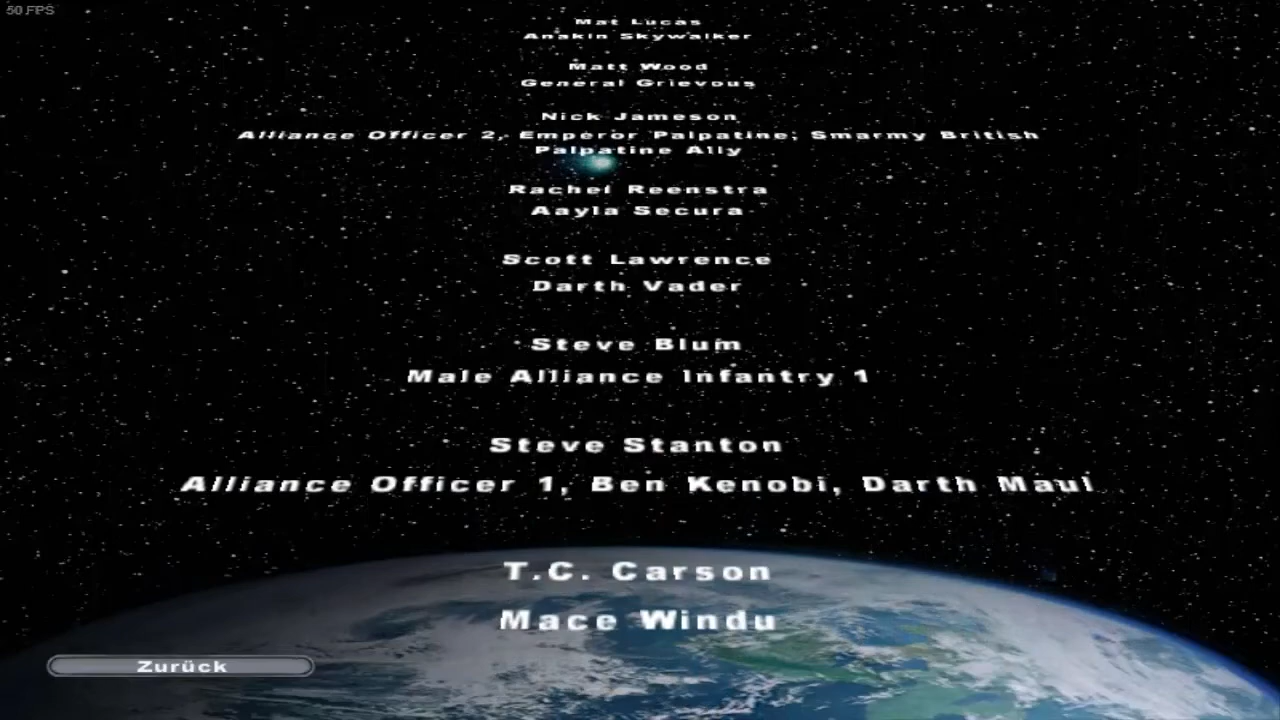 50 FPS
Mat Lucas
Anakin Skywalker
Matt Wood
General Grievous
Nick Jameson
Alliance Officer 2, Emperor Palpatine, Smarmy British
Palpatine Ally
Rachel Reenstra
Aayla Secura
Scott Lawrence
Darth Vader
Steve Blum
Male Alliance Infantry 1
Steve Stanton
Alliance Officer 1, Ben Kenobi, Darth Maul
T.C. Carson
Mace Windu
Zurück